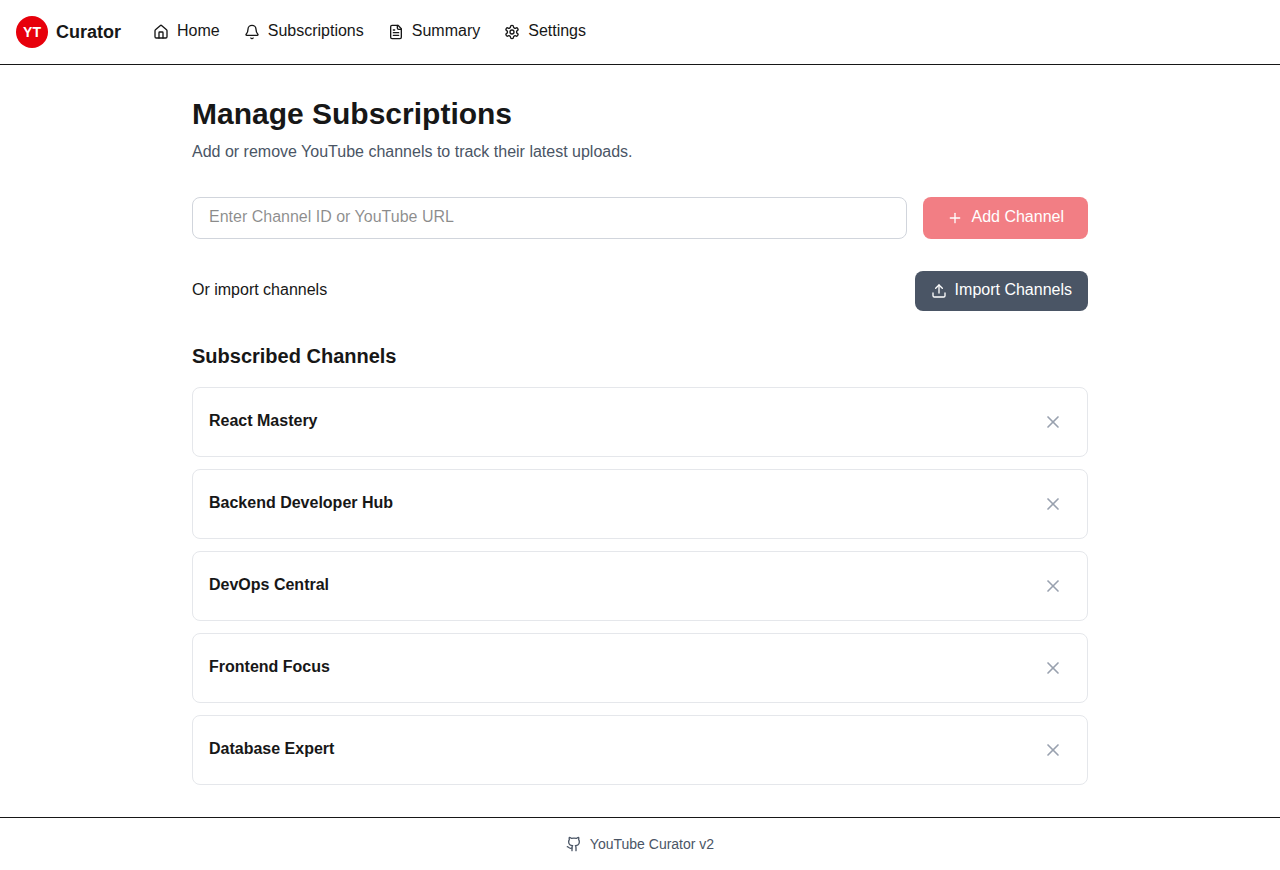 YT Curator Home Subscriptions Summary Settings
Manage Subscriptions
Add or remove YouTube channels to track their latest uploads.
Enter Channel ID or YouTube URL Add Channel
Or import channels Import Channels
Subscribed Channels
React Mastery
Backend Developer Hub
DevOps Central
Frontend Focus
Database Expert
YouTube Curator v2